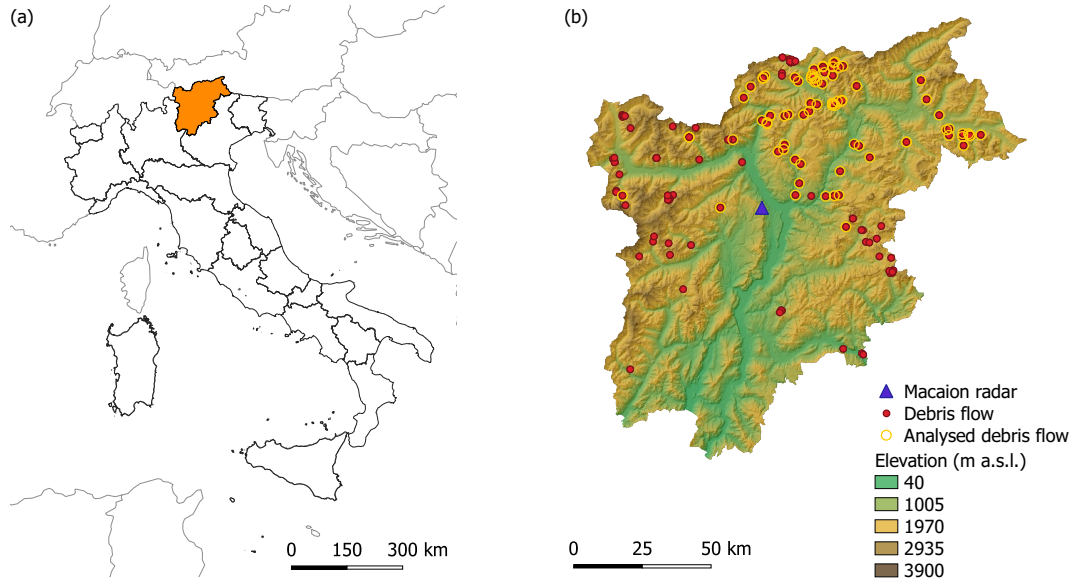 (a)
0 150 300 km
(b)
Macaion radar
Debris flow
Analysed debris flow
Elevation (m a.s.l.)
40
1005
1970
2935
3900
0 25 50 km